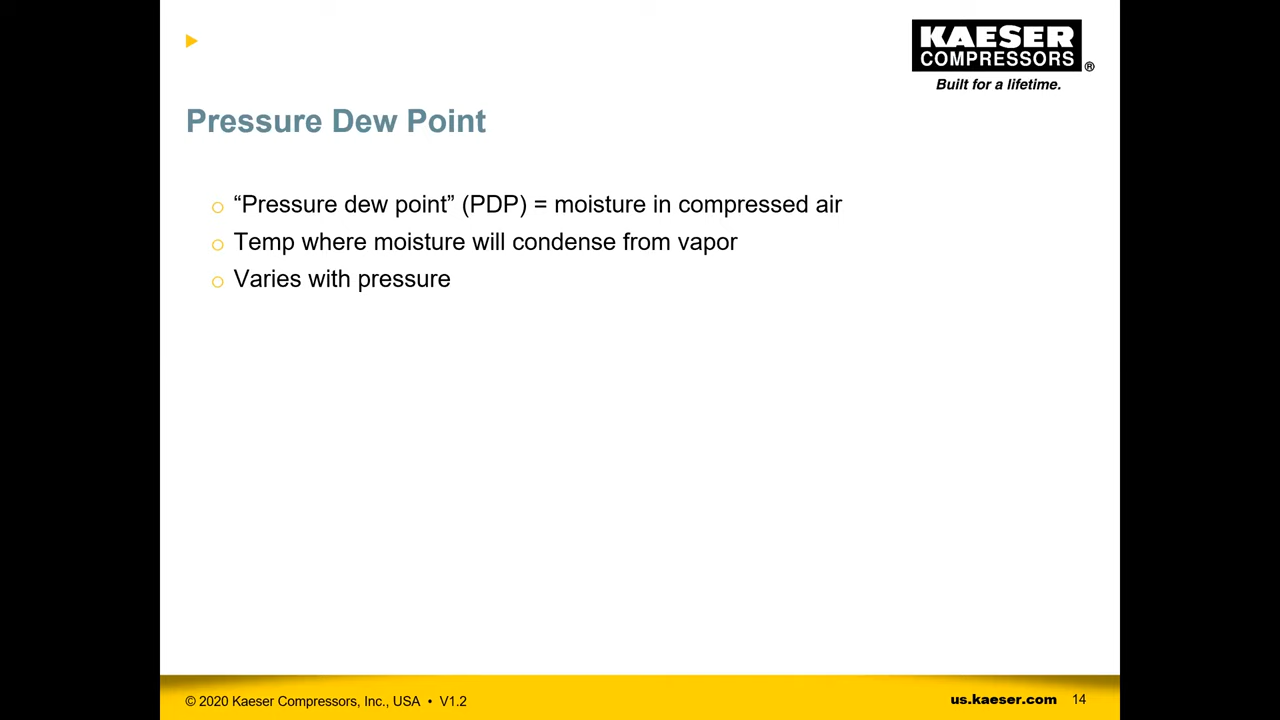 KAESER
COMPRESSORS
®
Built for a lifetime.
Pressure Dew Point
“Pressure dew point” (PDP) = moisture in compressed air
Temp where moisture will condense from vapor
Varies with pressure
© 2020 Kaeser Compressors, Inc., USA • V1.2
us.kaeser.com 14